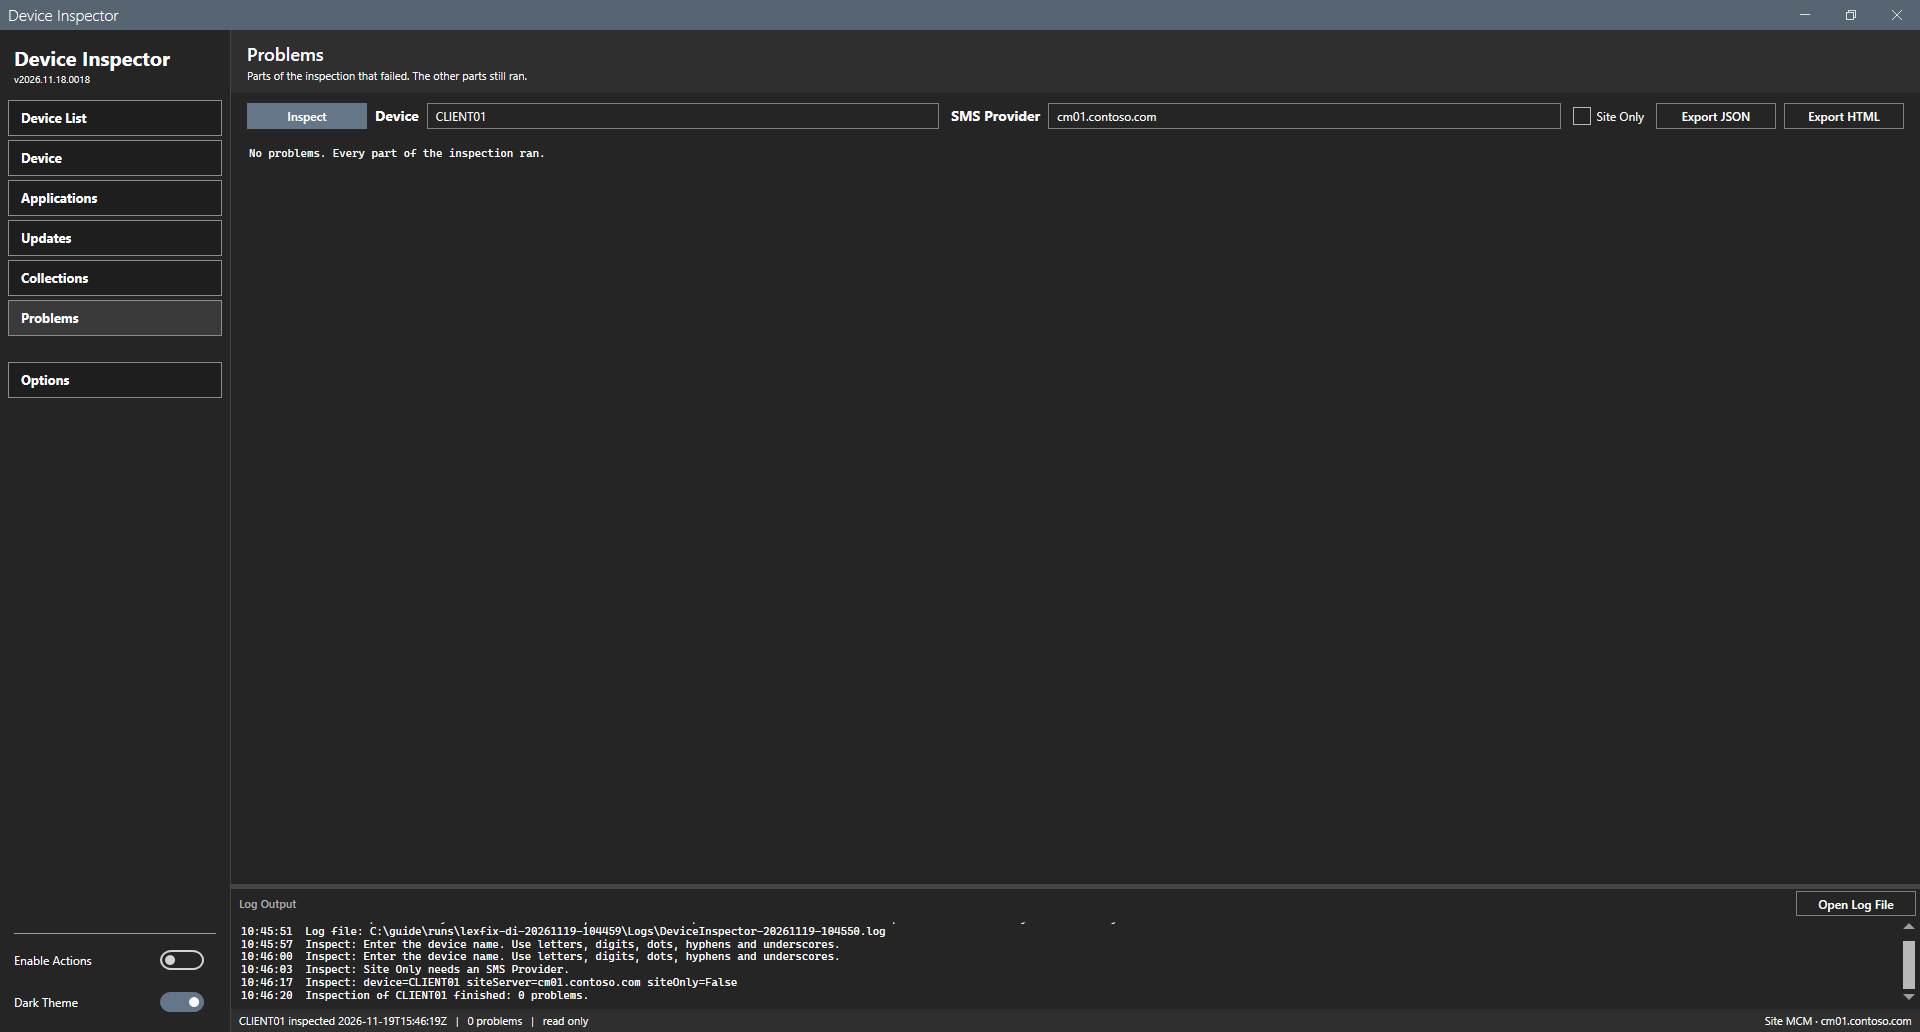 Device Inspector
Device Inspector
v2026.11.18.0018
Device List
Device
Applications
Updates
Collections
Problems
Options
Enable Actions
Dark Theme
Problems
Parts of the inspection that failed. The other parts still ran.
Inspect Device CLIENT01 SMS Provider cm01.contoso.com Site Only Export JSON Export HTML
No problems. Every part of the inspection ran.
Log Output Open Log File
10:45:51 Log file: C:\guide\runs\lexfix-di-20261119-104459\Logs\DeviceInspector-20261119-104550.log
10:45:57 Inspect: Enter the device name. Use letters, digits, dots, hyphens and underscores.
10:46:00 Inspect: Enter the device name. Use letters, digits, dots, hyphens and underscores.
10:46:03 Inspect: Site Only needs an SMS Provider.
10:46:17 Inspect: device=CLIENT01 siteServer=cm01.contoso.com siteOnly=False
10:46:20 Inspection of CLIENT01 finished: 0 problems.
CLIENT01 inspected 2026-11-19T15:46:19Z | 0 problems | read only Site MCM · cm01.contoso.com